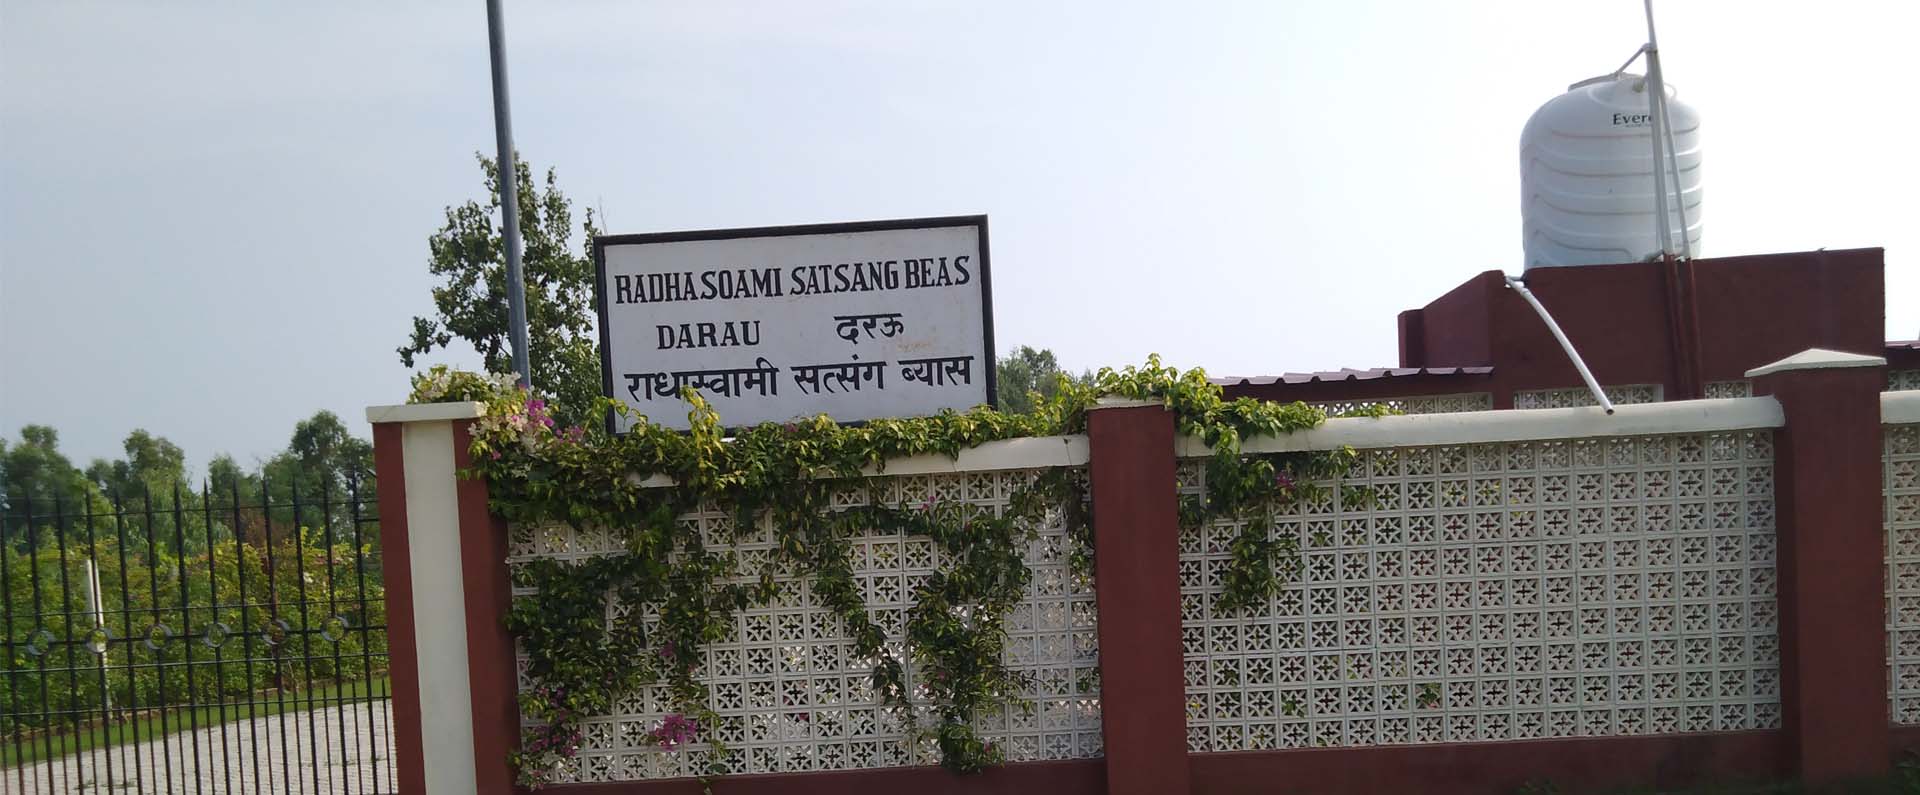 RADHA SOAMI SATSANG BEAS
DARAU दरऊ
राधास्वामी सत्संग ब्यास